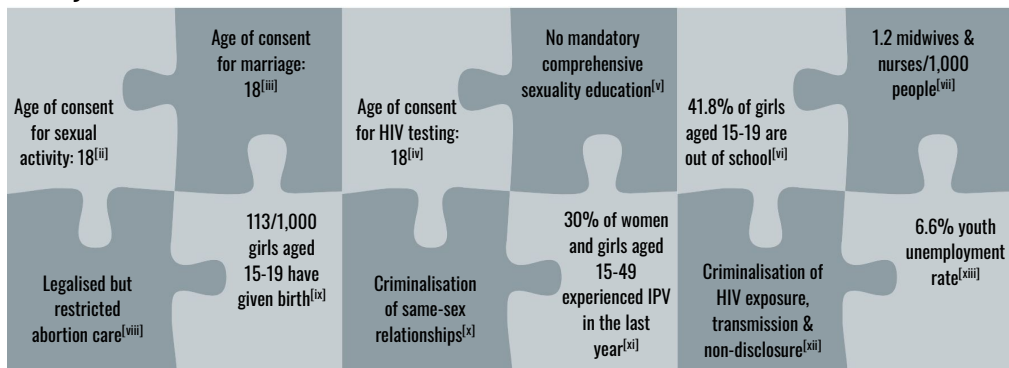 Age of consent
for marriage:
18[iii]
No mandatory
comprehensive
sexuality education[v]
1.2 midwives &
nurses/1,000
people[vii]
Age of consent
for sexual
activity: 18[ii]
Age of consent
for HIV testing:
18[iv]
41.8% of girls
aged 15-19 are
out of school[vi]
Legalised but
restricted
abortion care[viii]
113/1,000
girls aged
15-19 have
given birth[ix]
Criminalisation
of same-sex
relationships[x]
30% of women
and girls aged
15-49
experienced IPV
in the last
year[xi]
Criminalisation of
HIV exposure,
transmission &
non-disclosure[xii]
6.6% youth
unemployment
rate[xiii]